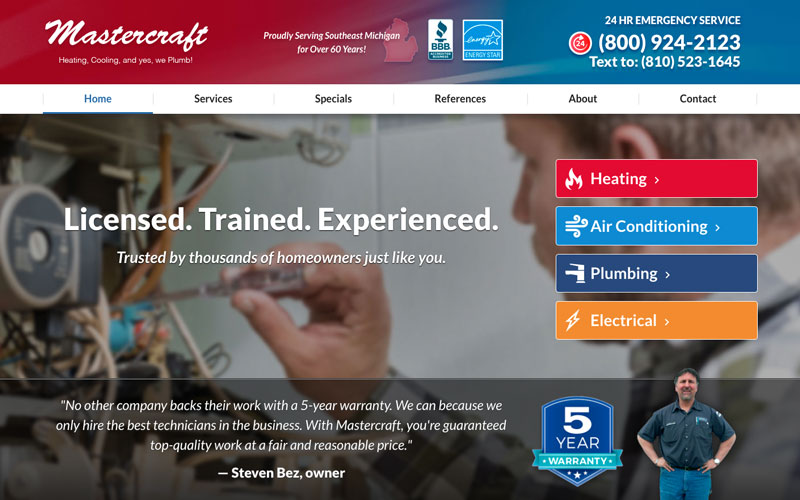 Mastercraft
Heating, Cooling, and yes, we Plumb!
Proudly Serving Southeast Michigan
for Over 60 Years!
BBB
ACCREDITED
BUSINESS
energy
ENERGY STAR
24 HR EMERGENCY SERVICE
24
(800) 924-2123
Text to: (810) 523-1645
Home
Services
Specials
References
About
Contact
Licensed. Trained. Experienced.
Trusted by thousands of homeowners just like you.
Heating ›
Air Conditioning ›
Plumbing ›
Electrical ›
"No other company backs their work with a 5-year warranty. We can because we
only hire the best technicians in the business. With Mastercraft, you're guaranteed
top-quality work at a fair and reasonable price."
— Steven Bez, owner
5
YEAR
WARRANTY